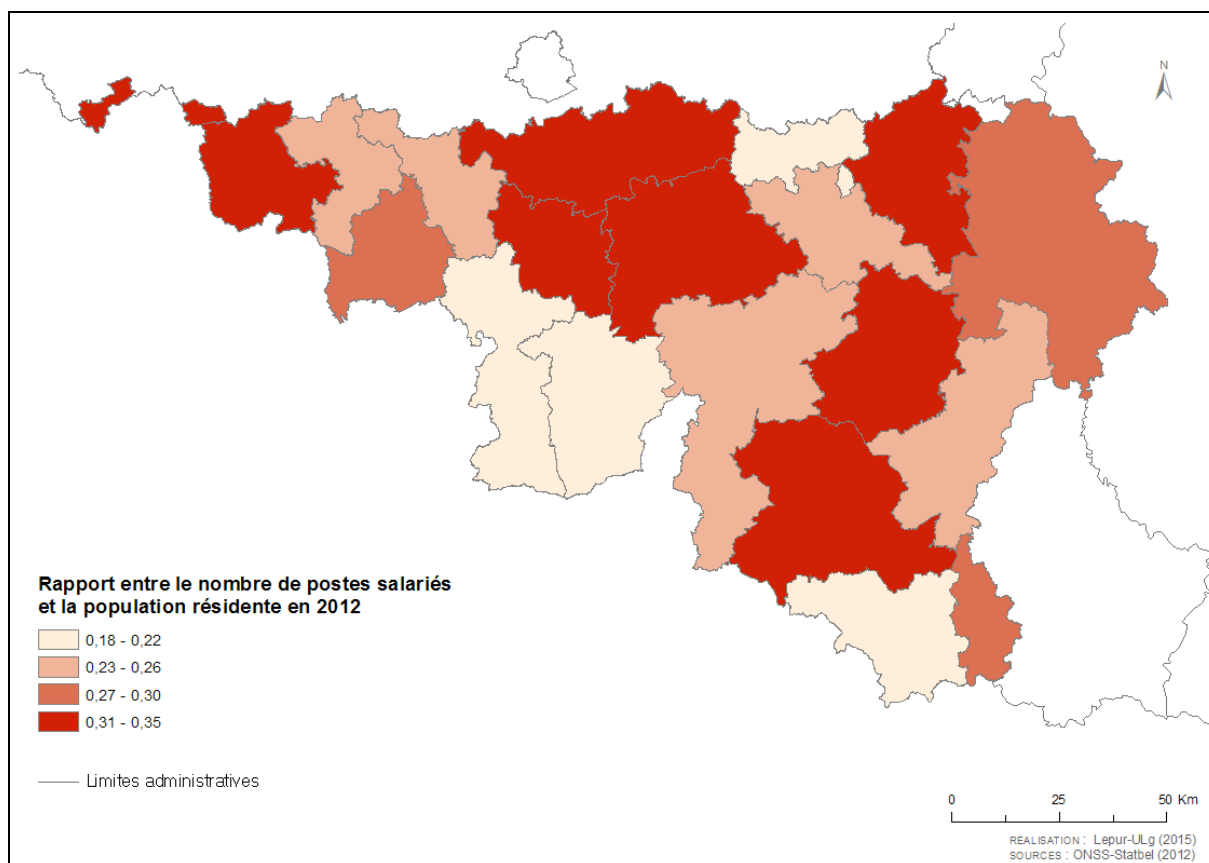 N
Rapport entre le nombre de postes salariés
et la population résidente en 2012
0,18 - 0,22
0,23 - 0,26
0,27 - 0,30
0,31 - 0,35
Limites administratives
0 25 50 Km
RÉALISATION : Lepur-ULg (2015)
SOURCES : ONSS-Statbel (2012)